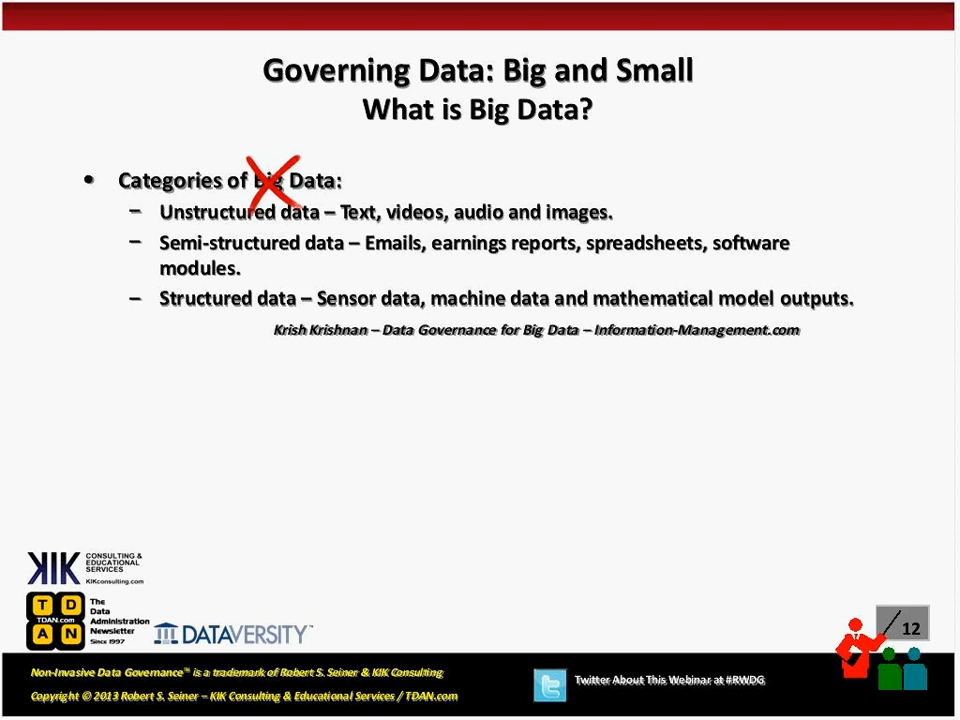 Governing Data: Big and Small
What is Big Data?
• Categories of Big Data:
– Unstructured data – Text, videos, audio and images.
– Semi-structured data – Emails, earnings reports, spreadsheets, software
modules.
– Structured data – Sensor data, machine data and mathematical model outputs.
Krish Krishnan – Data Governance for Big Data – Information-Management.com
KIK CONSULTING &
EDUCATIONAL
SERVICES
KIKconsulting.com
T D
TDAN.com
A N
The
Data
Administration
Newsletter
Since 1997
DATAVERSITY™
12
Non-Invasive Data Governance™ is a trademark of Robert S. Seiner & KIK Consulting
Copyright © 2013 Robert S. Seiner – KIK Consulting & Educational Services / TDAN.com
Twitter About This Webinar at #RWDG